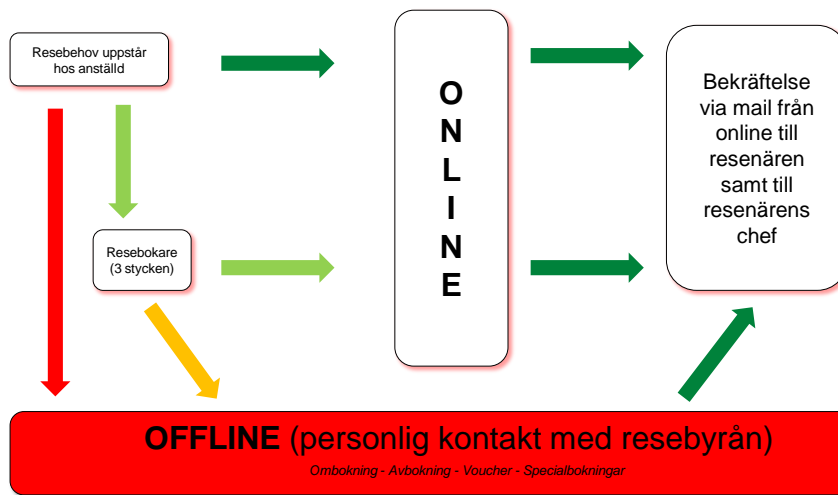 Resebehov uppstår
hos anställd
O
N
L
I
N
E
Bekräftelse
via mail från
online till
resenären
samt till
resenärens
chef
Resebokare
(3 stycken)
OFFLINE (personlig kontakt med resebyrån)
Ombokning - Avbokning - Voucher - Specialbokningar